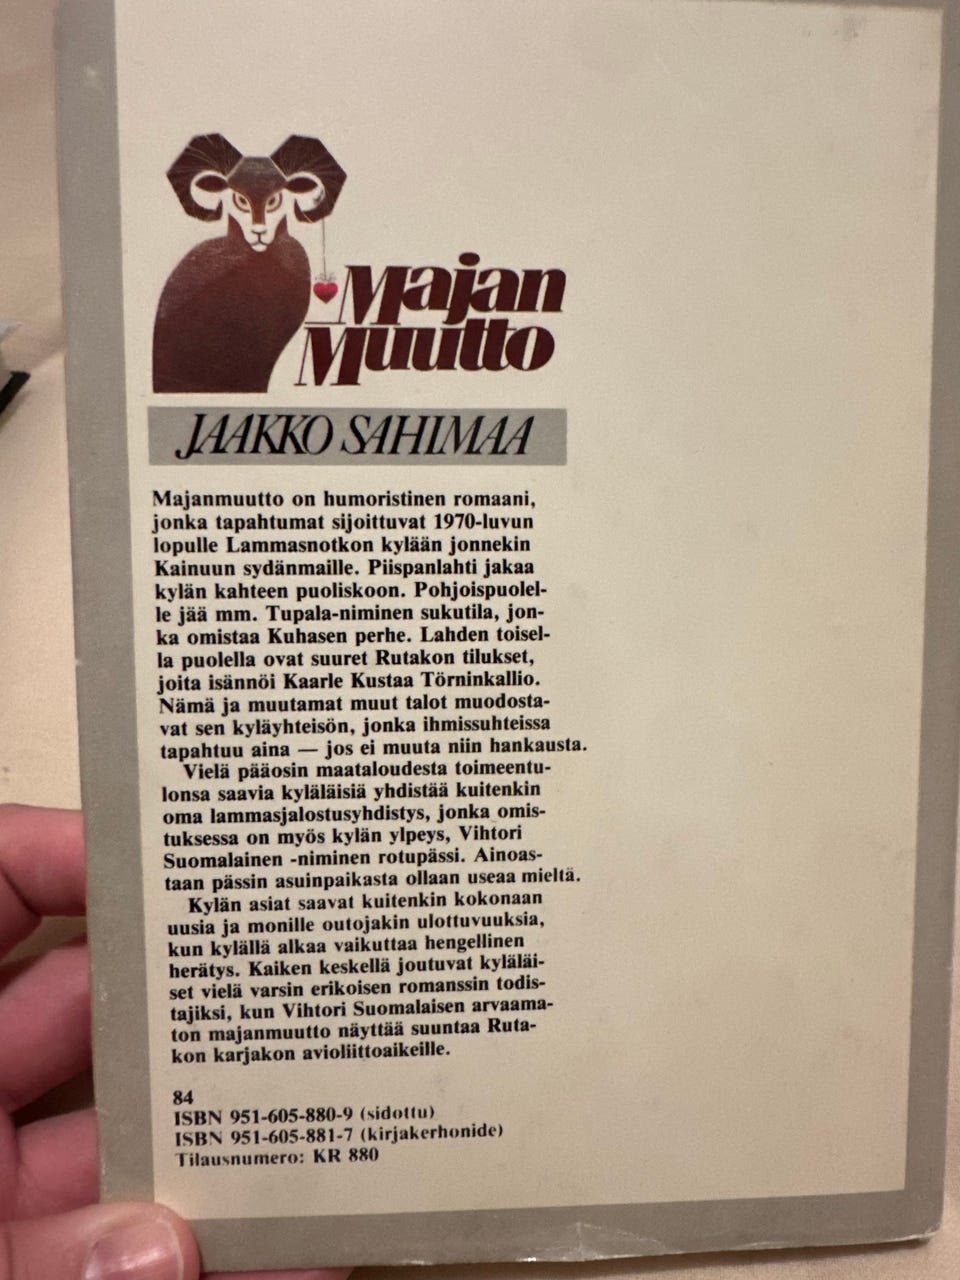 Majan
Muutto
JAAKKO SAHIMAA
Majanmuutto on humoristinen romaani,
jonka tapahtumat sijoittuvat 1970-luvun
lopulle Lammasnotkon kylään jonnekin
Kainuun sydänmaille. Piispanlahti jakaa
kylän kahteen puoliskoon. Pohjoispuolel-
le jää mm. Tupala-niminen sukutila, jon-
ka omistaa Kuhasen perhe. Lahden toisel-
la puolella ovat suuret Rutakon tilukset,
joita isännöi Kaarle Kustaa Törninkallio.
Nämä ja muutamat muut talot muodosta-
vat sen kyläyhteisön, jonka ihmissuhteissa
tapahtuu aina — jos ei muuta niin hankausta.
Vielä pääosin maataloudesta toimeentu-
lonsa saavia kyläläisiä yhdistää kuitenkin
oma lammasjalostusyhdistys, jonka omis-
tuksessa on myös kylän ylpeys, Vihtori
Suomalainen -niminen rotupässi. Ainoas-
taan pässin asuinpaikasta ollaan useaa mieltä.
Kylän asiat saavat kuitenkin kokonaan
uusia ja monille outojakin ulottuvuuksia,
kun kylällä alkaa vaikuttaa hengellinen
herätys. Kaiken keskellä joutuvat kyläläi-
set vielä varsin erikoisen romanssin todis-
tajiksi, kun Vihtori Suomalaisen arvaama-
ton majanmuutto näyttää suuntaa Ruta-
kon karjakon avioliittoaikeille.
84
ISBN 951-605-880-9 (sidottu)
ISBN 951-605-881-7 (kirjakerhonide)
Tilausnumero: KR 880